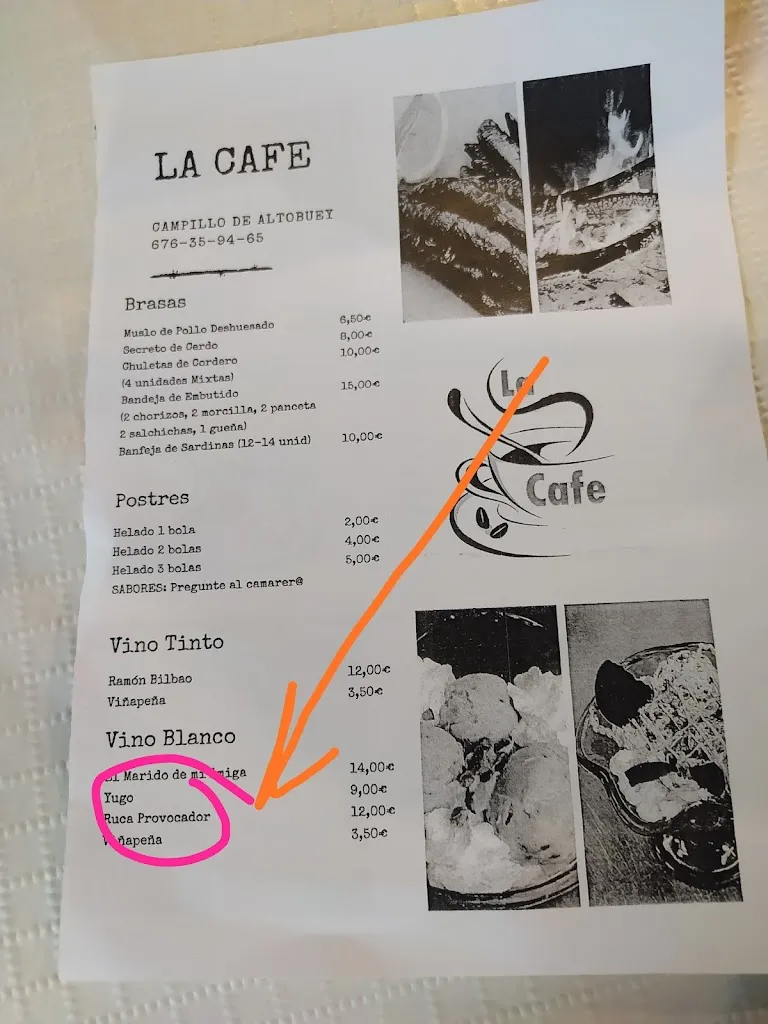 LA CAFE
CAMPILLO DE ALTOBUEY
676-35-94-65
Brasas
Muslo de Pollo Deshuesado 6,50€
Secreto de Cerdo 8,00€
Chuletas de Cordero 10,00€
(4 unidades Mixtas)
Bandeja de Embutido 15,00€
(2 chorizos, 2 morcilla, 2 panceta
2 salchichas, 1 gueña)
Banfeja de Sardinas (12-14 unid) 10,00€
Postres
Helado 1 bola 2,00€
Helado 2 bolas 4,00€
Helado 3 bolas 5,00€
SABORES: Pregunte al camarer@
Vino Tinto
Ramón Bilbao 12,00€
Viñapeña 3,50€
Vino Blanco
El Marido de mi Amiga 14,00€
Yugo 9,00€
Ruca Provocador 12,00€
Viñapeña 3,50€
La
Cafe